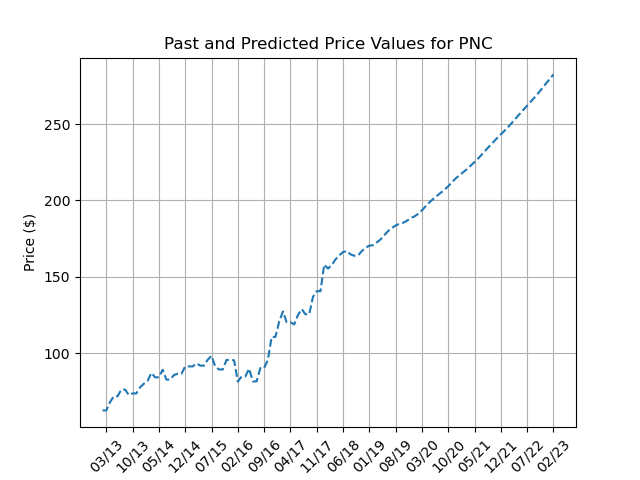 Past and Predicted Price Values for PNC
Price ($)
250
200
150
100
03/13 10/13 05/14 12/14 07/15 02/16 09/16 04/17 11/17 06/18 01/19 08/19 03/20 10/20 05/21 12/21 07/22 02/23